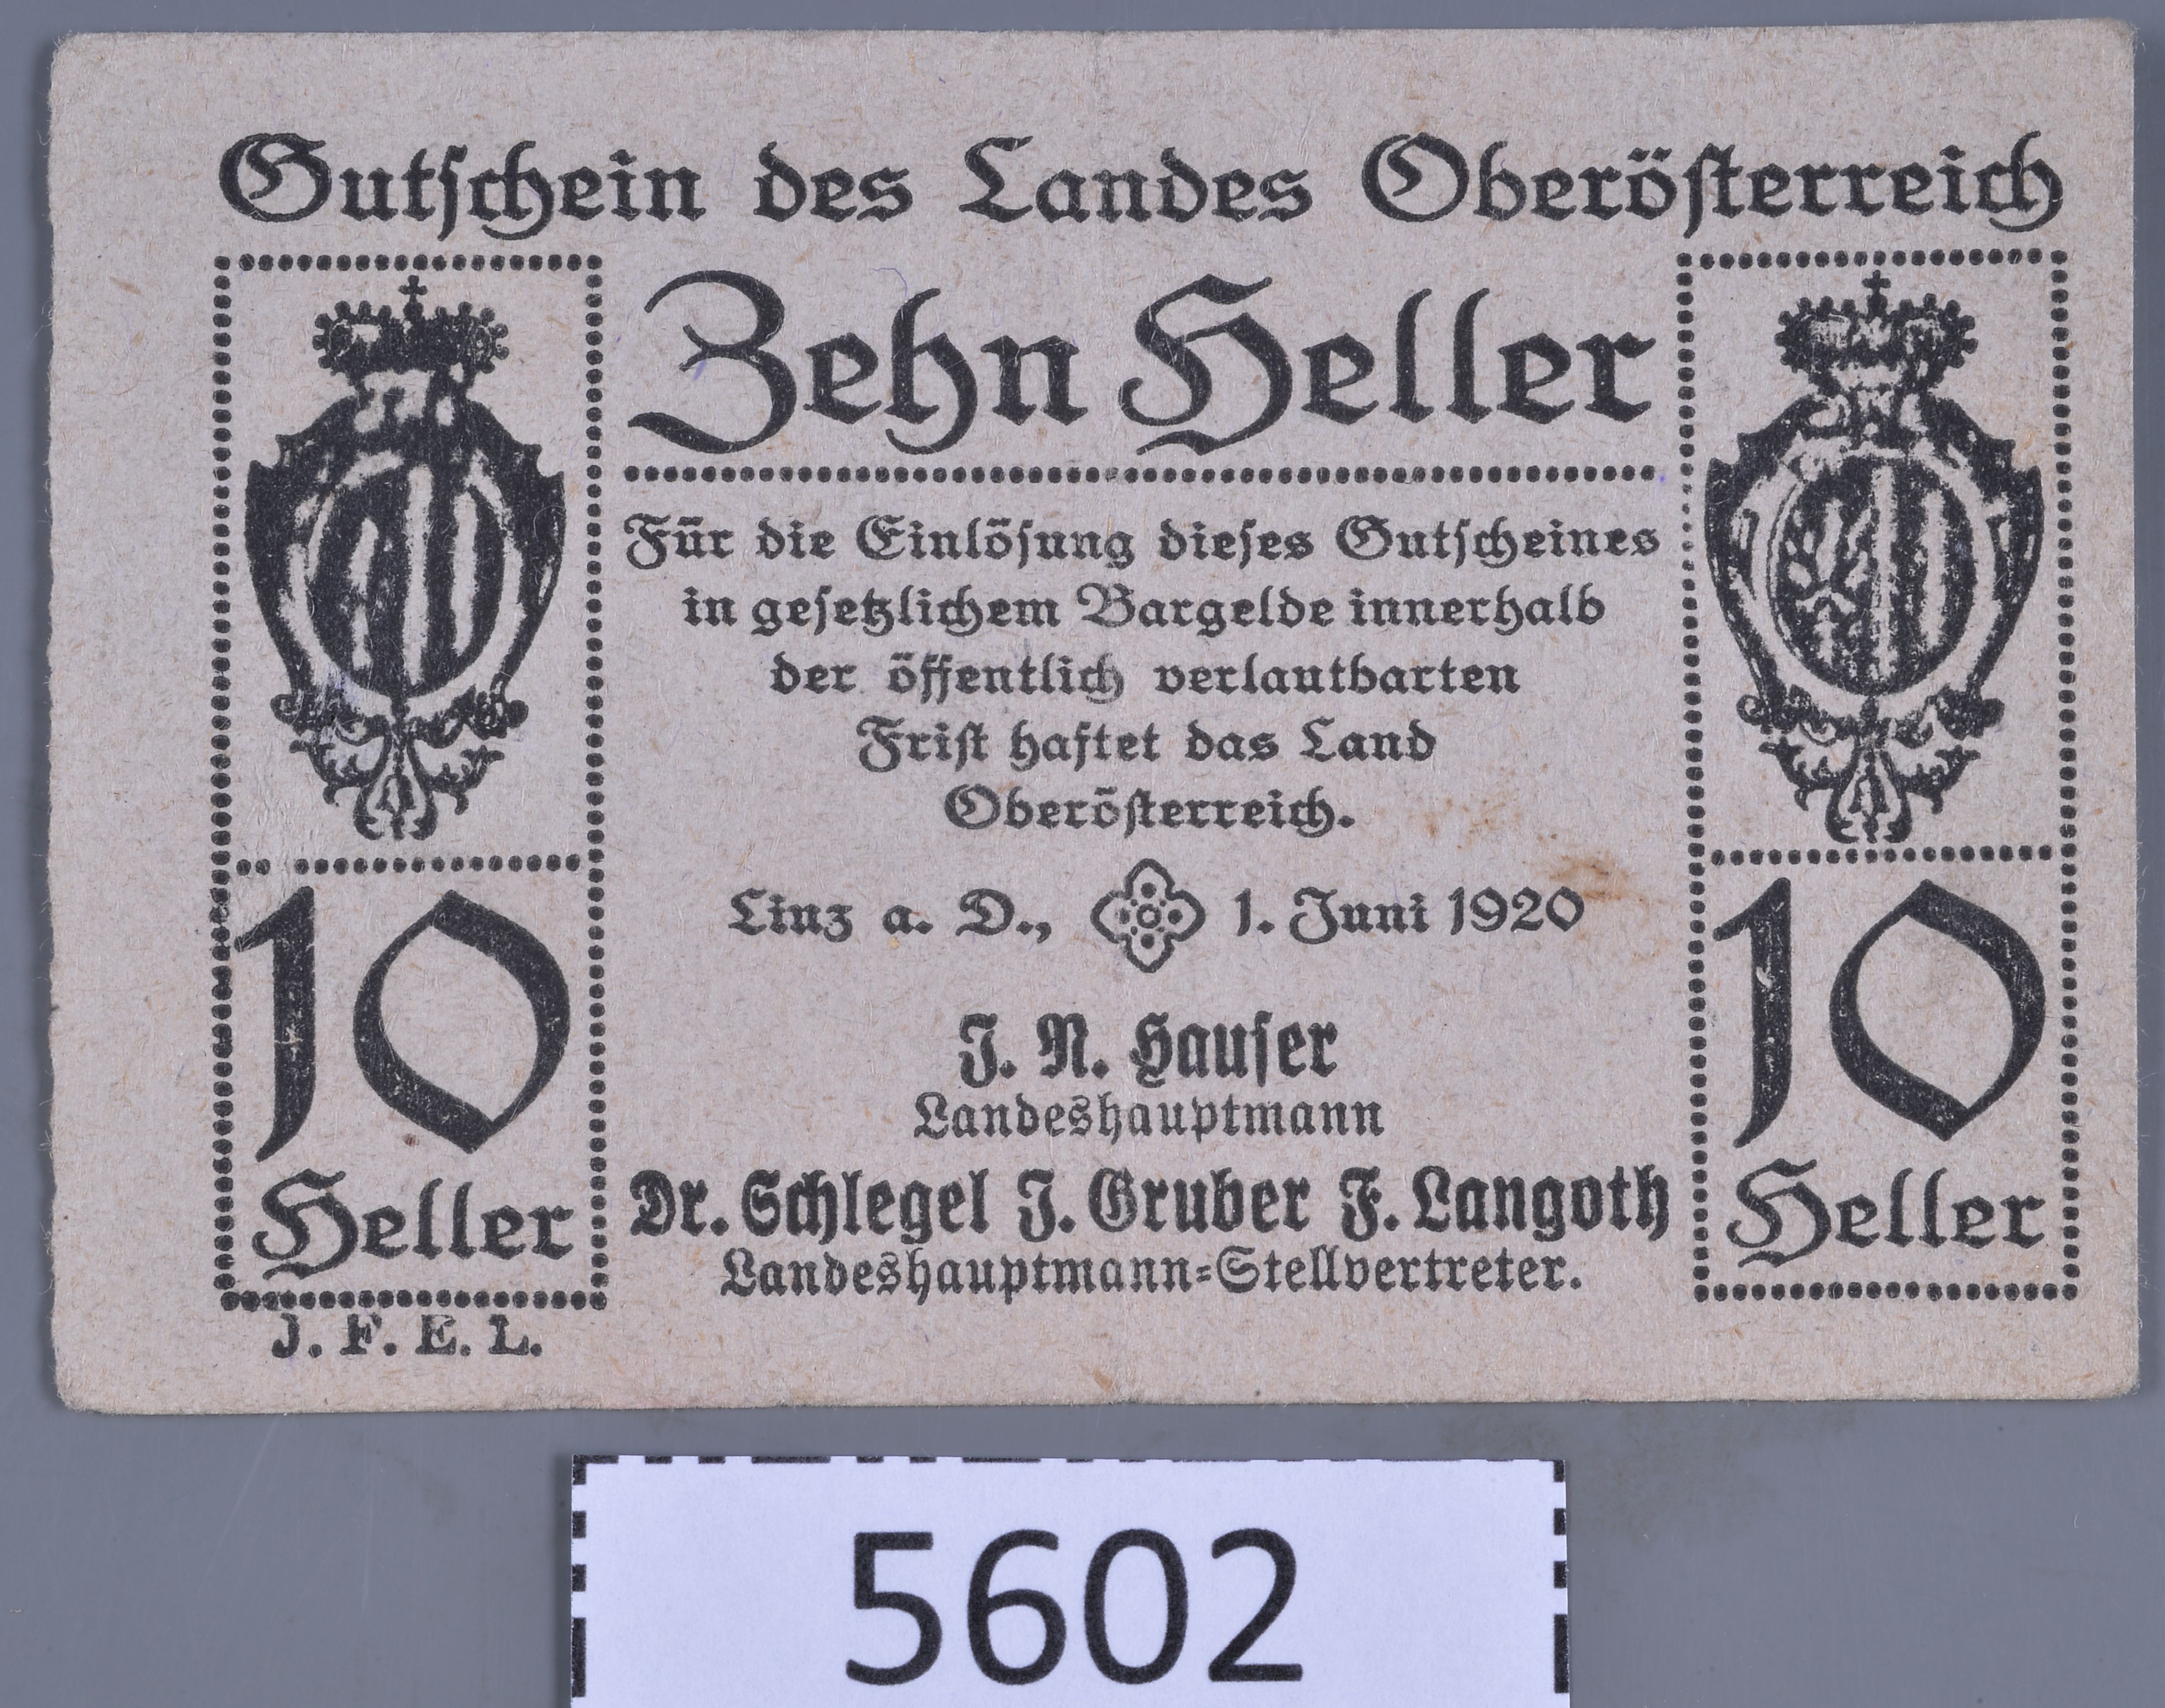 Gutschein des Landes Oberösterreich
Zehn Heller
Für die Einlösung dieses Gutscheines
in gesetzlichem Bargelde innerhalb
der öffentlich verlautbarten
Frist haftet das Land
Oberösterreich.
Linz a. D., 1. Juni 1920
J. N. Hauser
Landeshauptmann
Dr. Schlegel J. Gruber F. Langoth
Landeshauptmann=Stellvertreter.
10
Heller
10
Heller
J. F. E. L.
5602